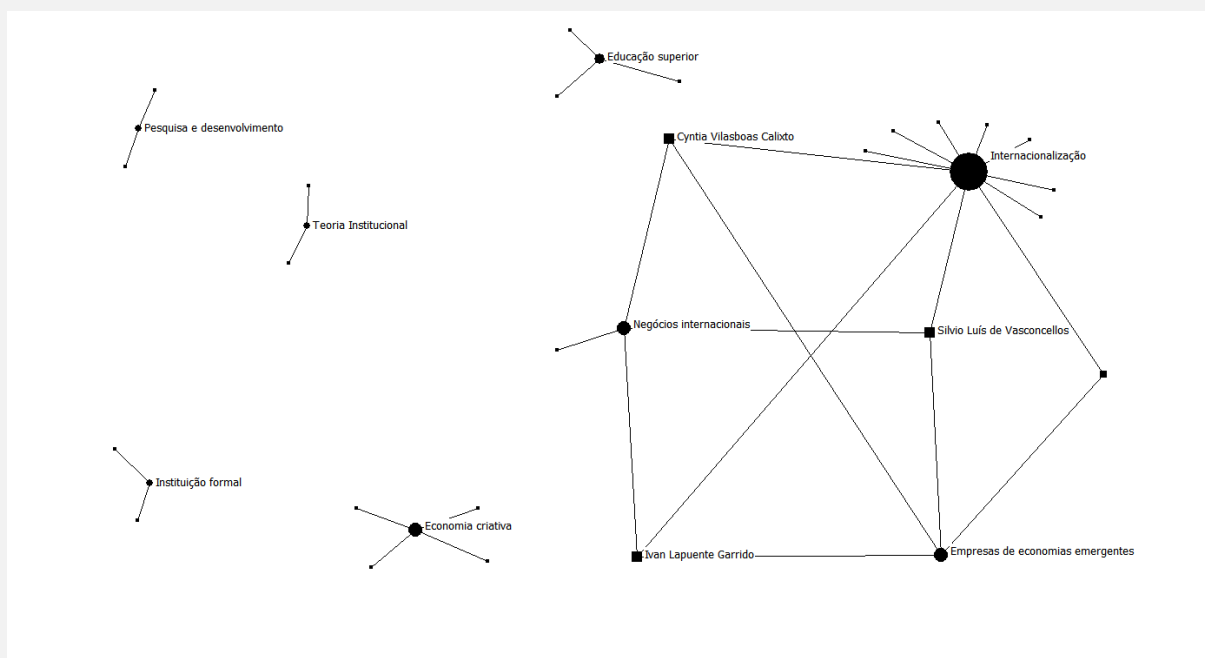 Educação superior
Pesquisa e desenvolvimento
Cyntia Vilasboas Calixto
Internacionalização
Teoria Institucional
Negócios internacionais
Silvio Luís de Vasconcellos
Instituição formal
Economia criativa
Ivan Lapuente Garrido
Empresas de economias emergentes